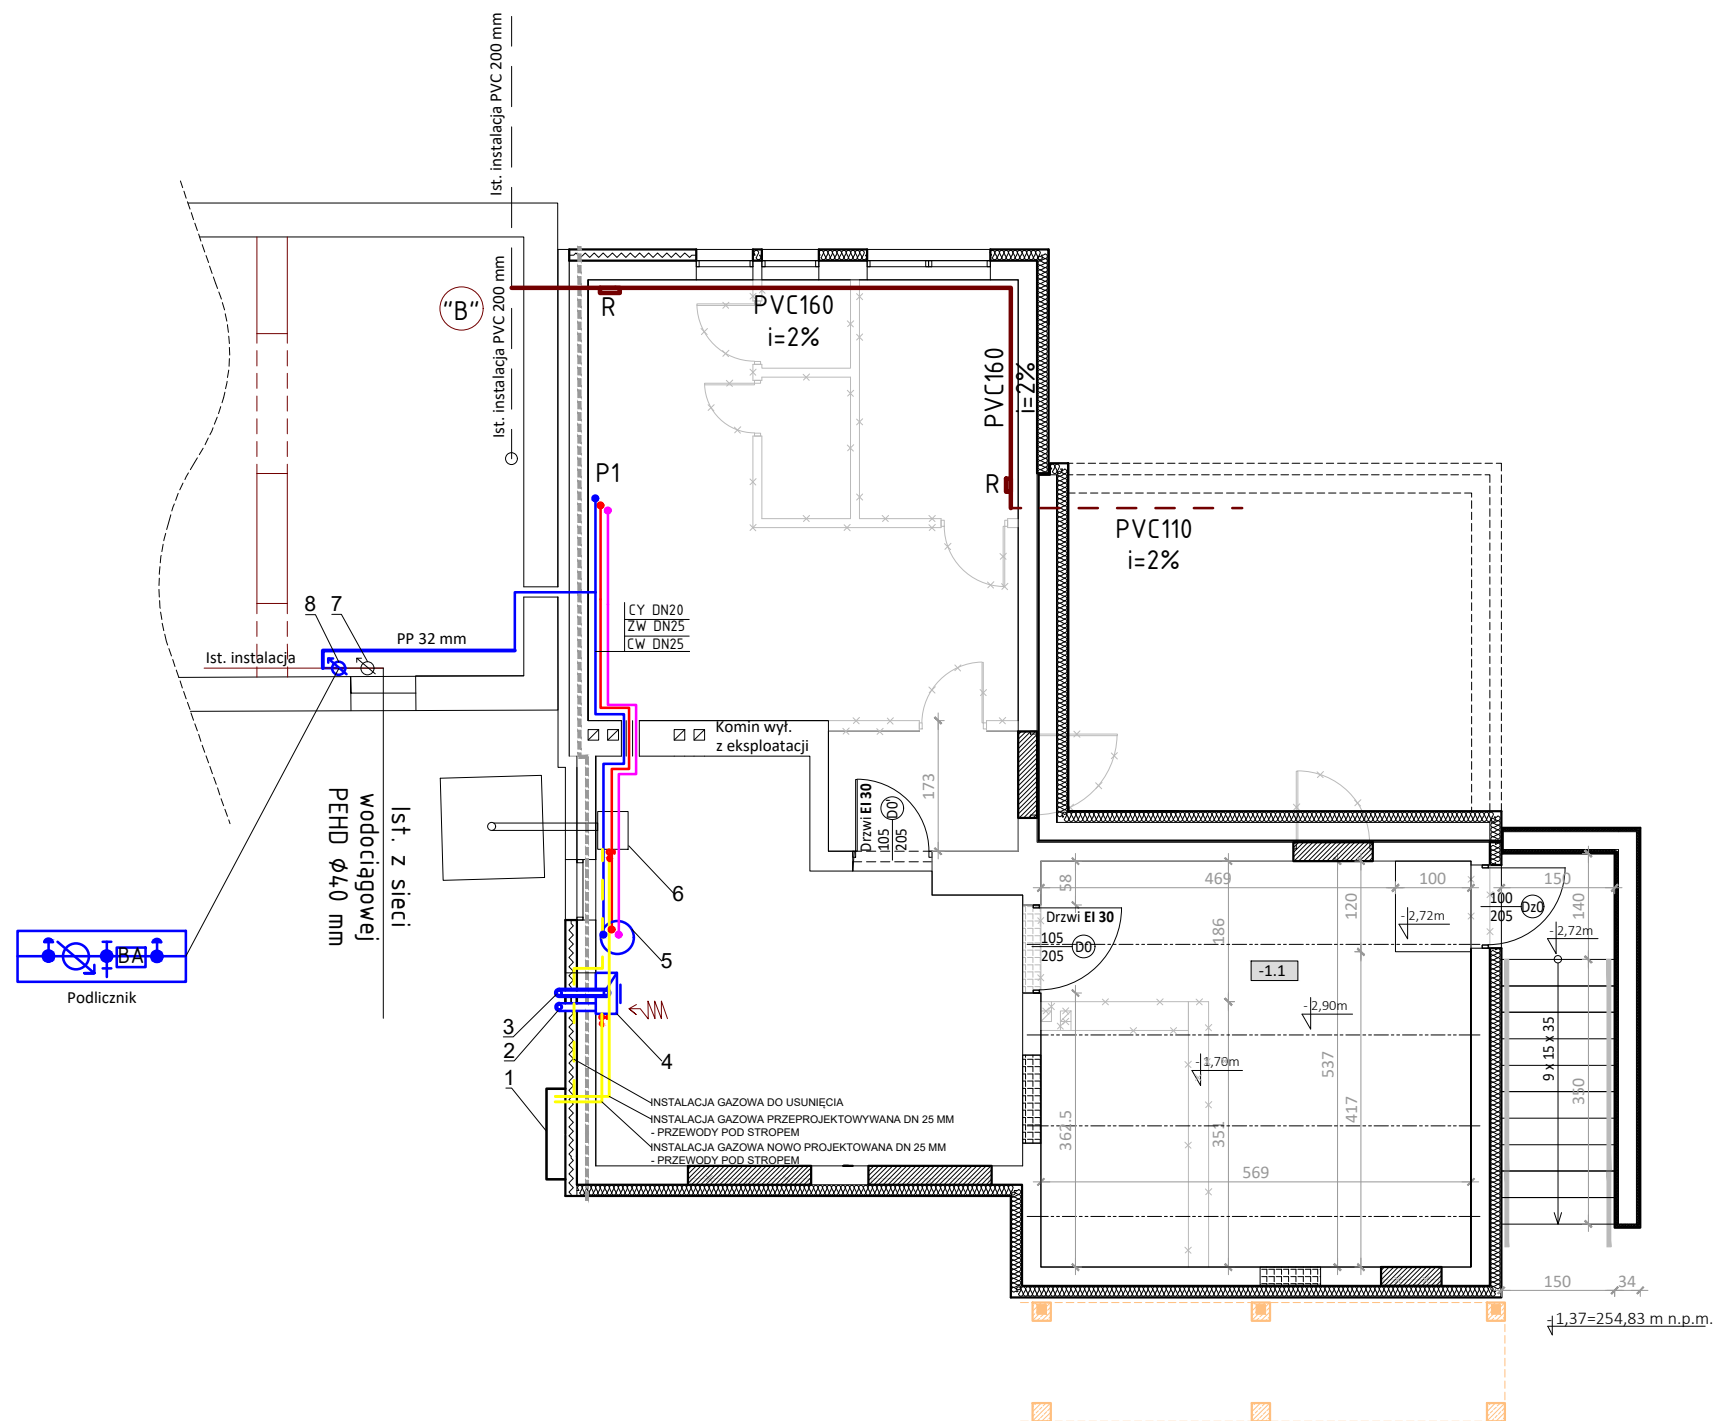 Ist. instalacja PVC 200 mm
Ist. instalacja PVC 200 mm
"B"
R
PVC160
i=2%
PVC160
i=2%
R
PVC110
i=2%
P1
8
7
PP 32 mm
Ist. instalacja
CY DN20
ZW DN25
CW DN25
Komin wył.
z eksploatacji
Ist. z sieci
wodociągowej
PEHD ϕ40 mm
173
Drzwi EI 30
105
205
D0'
6
5
BA
Podlicznik
3
2
1
4
INSTALACJA GAZOWA DO USUNIĘCIA
INSTALACJA GAZOWA PRZEPROJEKTOWYWANA DN 25 MM
- PRZEWODY POD STROPEM
INSTALACJA GAZOWA NOWO PROJEKTOWANA DN 25 MM
- PRZEWODY POD STROPEM
58
469
100
150
Drzwi EI 30
105
205
D0
186
120
- 2,72m
100
205
Dz0
140
- 2,72m
-1.1
- 2,90m
- 1,70m
537
417
362.5
351
569
9 x 15 x 35
350
150
34
- 1,37=254,83 m n.p.m.